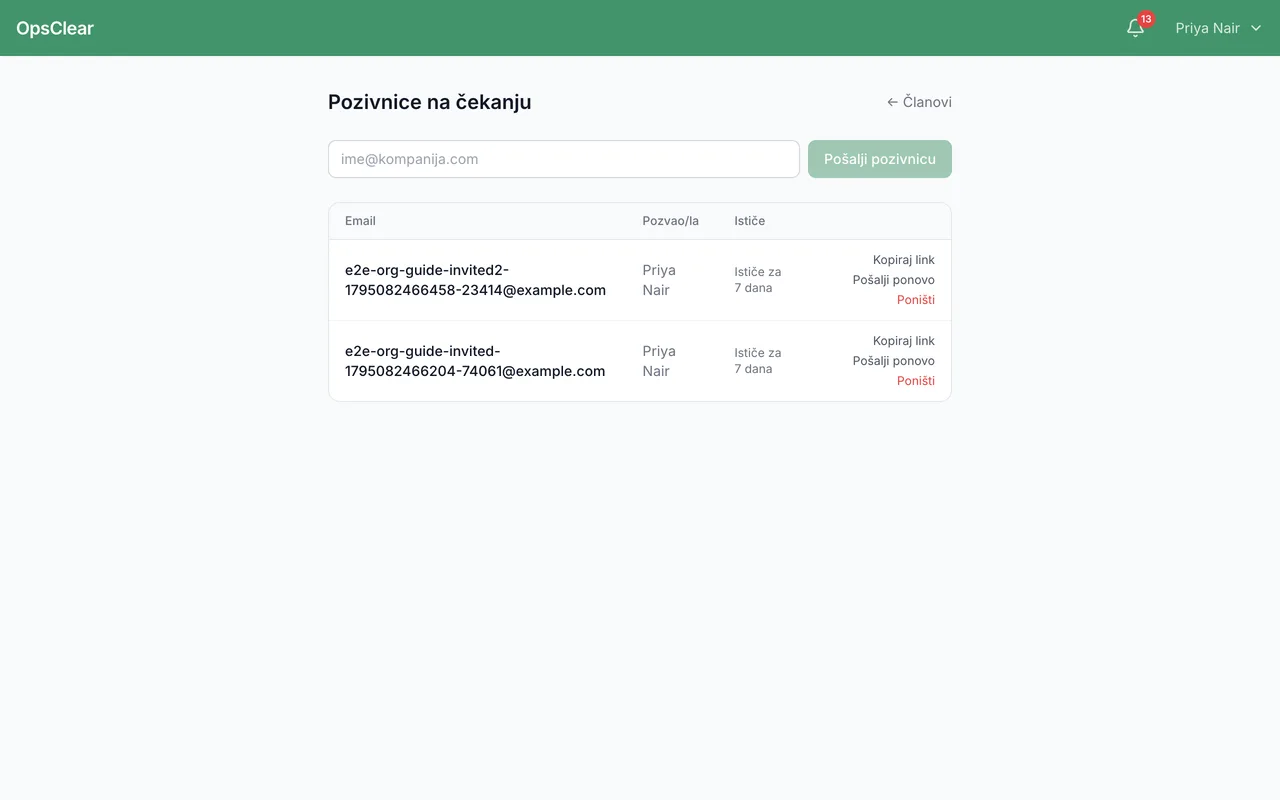 OpsClear
13
Priya Nair
Pozivnice na čekanju
← Članovi
ime@kompanija.com
Pošalji pozivnicu
Email
Pozvao/la
Ističe
e2e-org-guide-invited2-
1795082466458-23414@example.com
Priya
Nair
Ističe za
7 dana
Kopiraj link
Pošalji ponovo
Poništi
e2e-org-guide-invited-
1795082466204-74061@example.com
Priya
Nair
Ističe za
7 dana
Kopiraj link
Pošalji ponovo
Poništi